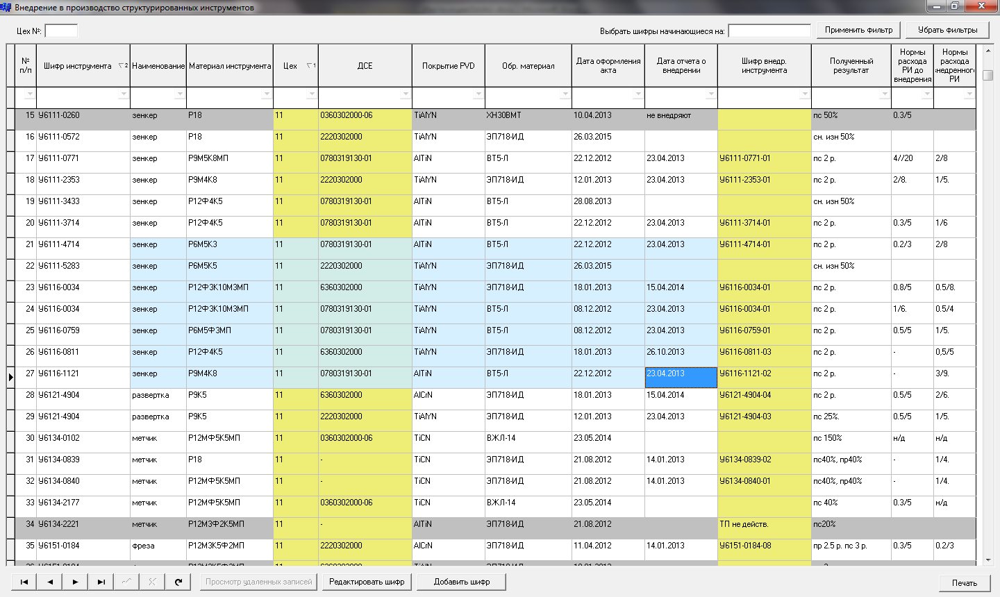 Внедрение в производство структурированных инструментов
Цех №:
Выбрать шифры начинающиеся на:
Применить фильтр
Убрать фильтры
№ п/п Шифр инструмента 2 Наименование Материал инструмента Цех 1 ДСЕ Покрытие PVD Обр. материал Дата оформления акта Дата отчета о внедрении Шифр внедр. инструмента Полученный результат Нормы расхода РИ до внедрения Нормы расхода внедренного РИ
15 У6111-0260 зенкер Р18 11 0360302000-06 TiAlYN ХН30ВМТ 10.04.2013 не внедряют пс 50% 0.3/5
16 У6111-0572 зенкер Р18 11 2220302000 TiAlYN ЭП718-ИД 26.03.2015 сн. изн 50%
17 У6111-0771 зенкер Р9М5К8МП 11 0780319130-01 AlTiN ВТ5-Л 22.12.2012 23.04.2013 У6111-0771-01 пс 2 р. 4//20 2/8
18 У6111-2353 зенкер Р9М4К8 11 2220302000 TiAlYN ЭП718-ИД 12.01.2013 23.04.2013 У6111-2353-01 пс 2 р. 2/8. 1/5.
19 У6111-3433 зенкер Р12Ф4К5 11 0780319130-01 AlTiN ВТ5-Л 28.08.2013 сн. изн 50%
20 У6111-3714 зенкер Р12Ф4К5 11 0780319130-01 AlTiN ВТ5-Л 22.12.2012 23.04.2013 У6111-3714-01 пс 2 р. 0.3/5 1/6
21 У6111-4714 зенкер Р6М5К3 11 0780319130-01 AlTiN ВТ5-Л 22.12.2012 23.04.2013 У6111-4714-01 пс 2 р. 0.2/3 2/8
22 У6111-5283 зенкер Р6М5К5 11 2220302000 TiAlYN ЭП718-ИД 26.03.2015 сн. изн 50%
23 У6116-0034 зенкер Р12Ф3К10М3МП 11 6360302000 TiAlYN ЭП718-ИД 18.01.2013 15.04.2014 У6116-0034-01 пс 2 р. 0.8/5 0.5/8.
24 У6116-0034 зенкер Р12Ф3К10М3МП 11 0780319130-01 TiAlYN ВТ5-Л 08.12.2012 23.04.2013 У6116-0034-01 пс 2 р. 1/6. 0.5/4
25 У6116-0759 зенкер Р6М5Ф3МП 11 0780319130-01 TiAlYN ВТ5-Л 08.12.2012 23.04.2013 У6116-0759-01 пс 2 р. 0.5/5 1/5.
26 У6116-0811 зенкер Р12Ф4К5 11 6360302000 TiAlYN ЭП718-ИД 18.01.2013 26.10.2013 У6116-0811-03 пс 2 р. - 0,5/5
27 У6116-1121 зенкер Р9М4К8 11 0780319130-01 AlTiN ВТ5-Л 22.12.2012 23.04.2013 У6116-1121-02 пс 2 р. - 3/9.
28 У6121-4904 развертка Р9К5 11 6360302000 AlCrN ЭП718-ИД 18.01.2013 15.04.2014 У6121-4904-04 пс 2 р. 0.5/5 2/6.
29 У6121-4904 развертка Р9К5 11 2220302000 TiAlYN ЭП718-ИД 12.01.2013 23.04.2013 У6121-4904-03 пс 25%. 0.5/5 1/5.
30 У6134-0102 метчик Р12МФ5К5МП 11 0360302000-06 TiCN ВЖЛ-14 23.05.2014 пс 150% н/д н/д
31 У6134-0839 метчик Р18 11 - TiCN ЭП718-ИД 21.08.2012 14.01.2013 У6134-0839-02 пс40%, пр40% - 1/4.
32 У6134-0840 метчик Р12МФ5К5МП 11 - TiCN ЭП718-ИД 21.08.2012 14.01.2013 У6134-0840-01 пс40%, пр40% - 1/4.
33 У6134-2177 метчик Р12МФ5К5МП 11 0360302000-06 TiCN ВЖЛ-14 23.05.2014 пс 40% 0.3/5 н/д
34 У6134-2221 метчик Р12М3Ф2К5МП 11 - AlTiN ЭП718-ИД 21.08.2012 ТП не действ. пс20%
35 У6151-0184 фреза Р12М3К5Ф2МП 11 2220302000 AlCrN ЭП718-ИД 11.04.2012 14.01.2013 У6151-0184-08 пр 2.5 р. пс 3 р. 0.3/5 0.2/3
Просмотр удаленных записей
Редактировать шифр
Добавить шифр
Печать